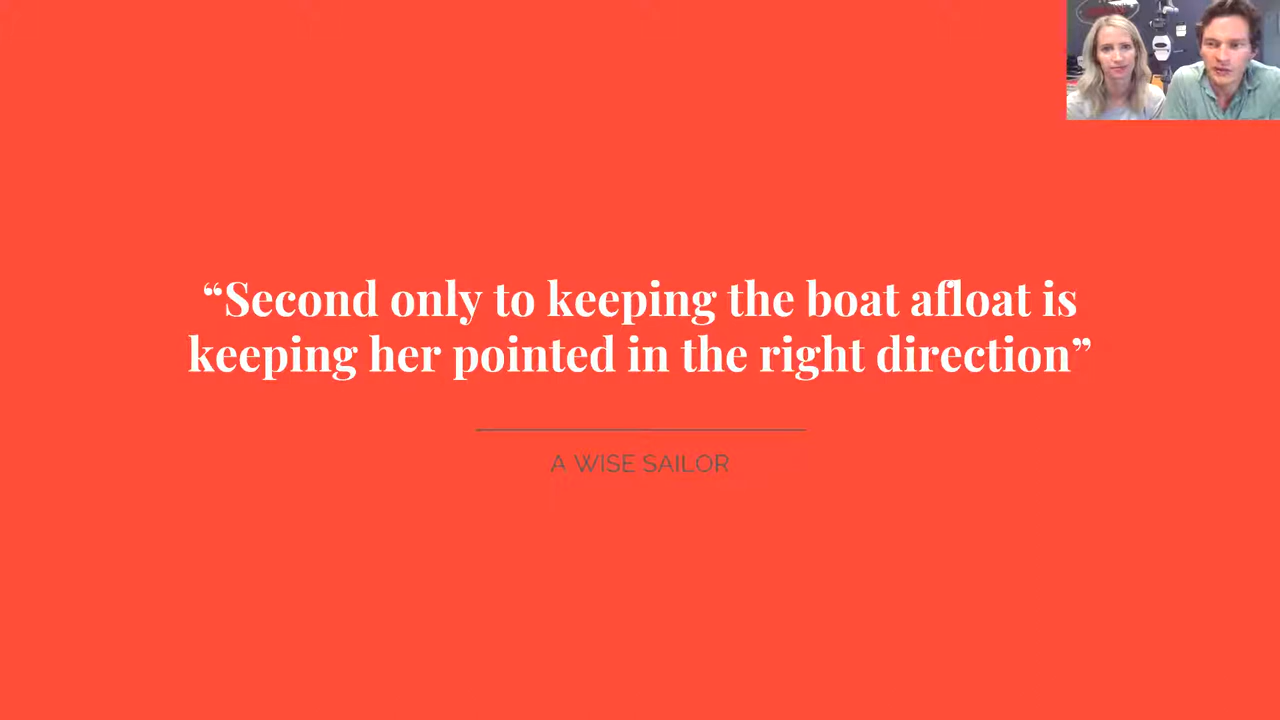 “Second only to keeping the boat afloat is
keeping her pointed in the right direction”
A WISE SAILOR